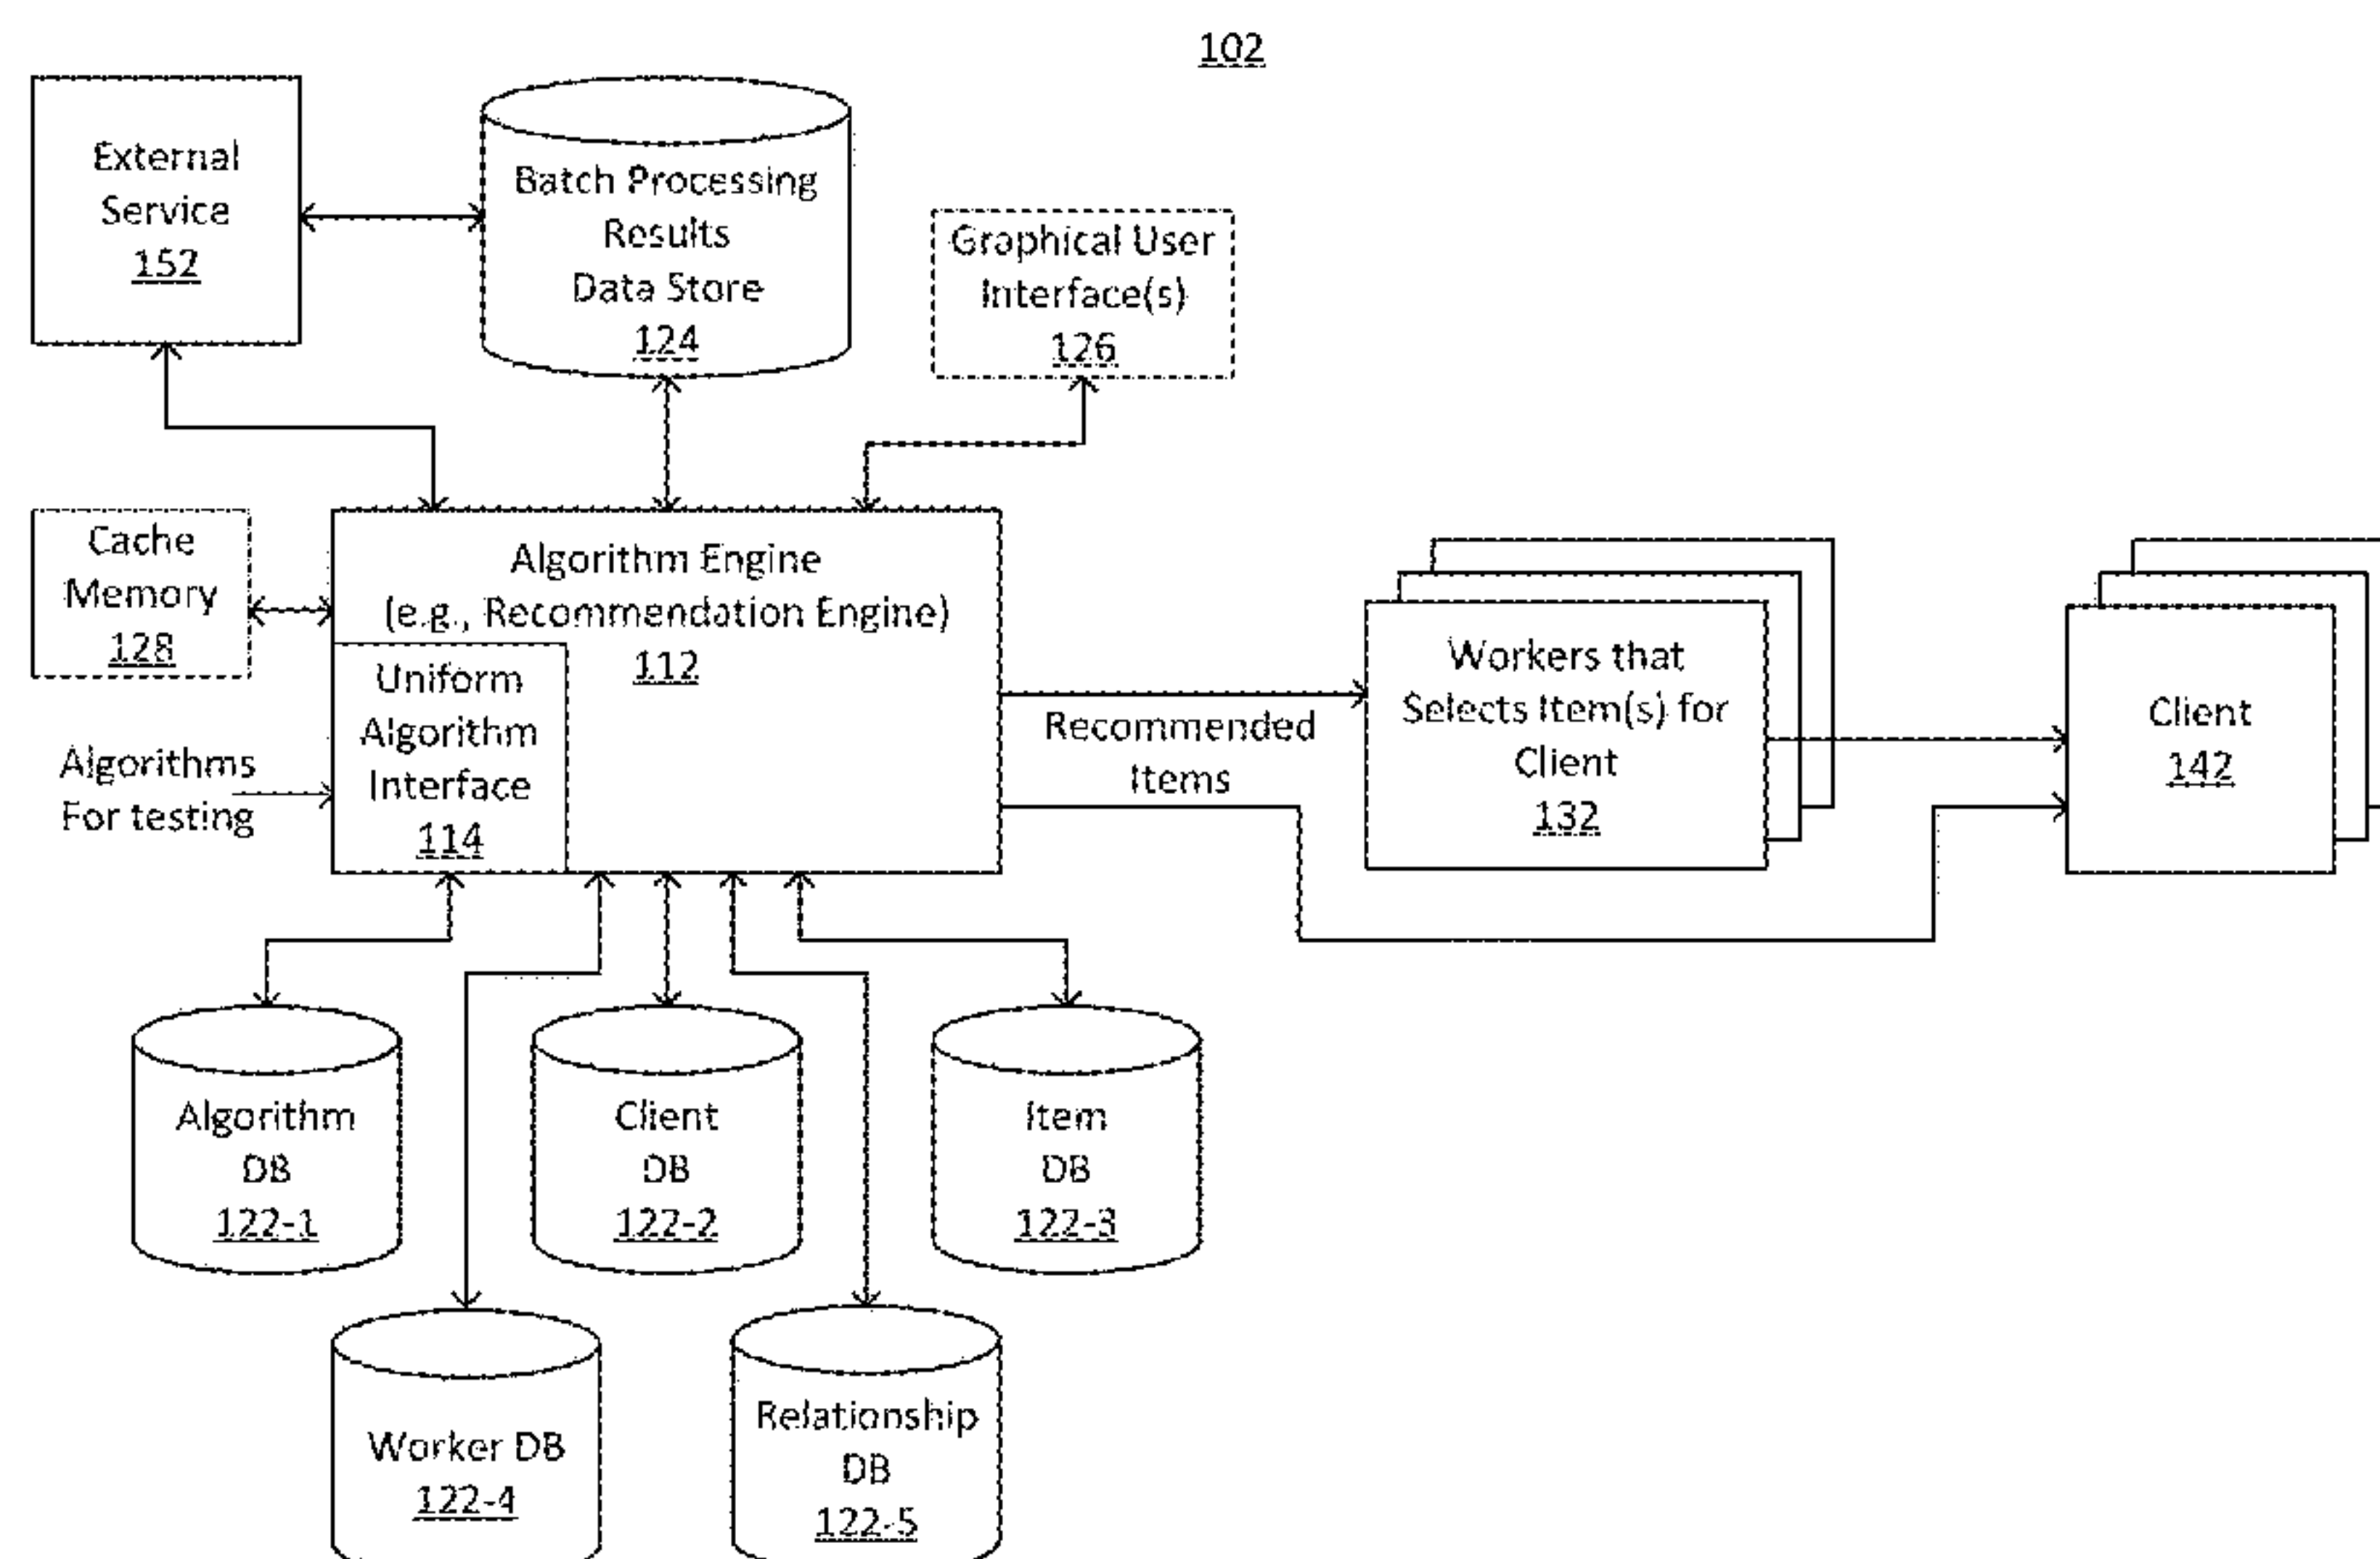 102
External
Service
152
Batch Processing
Results
Data Store
124
Graphical User
Interface(s)
126
Cache
Memory
128
Algorithm Engine
(e.g., Recommendation Engine)
112
Uniform
Algorithm
Interface
114
Algorithms
For testing
Recommended
Items
Workers that
Selects Item(s) for
Client
132
Client
142
Algorithm
DB
122-1
Client
DB
122-2
Item
DB
122-3
Worker DB
122-4
Relationship
DB
122-5